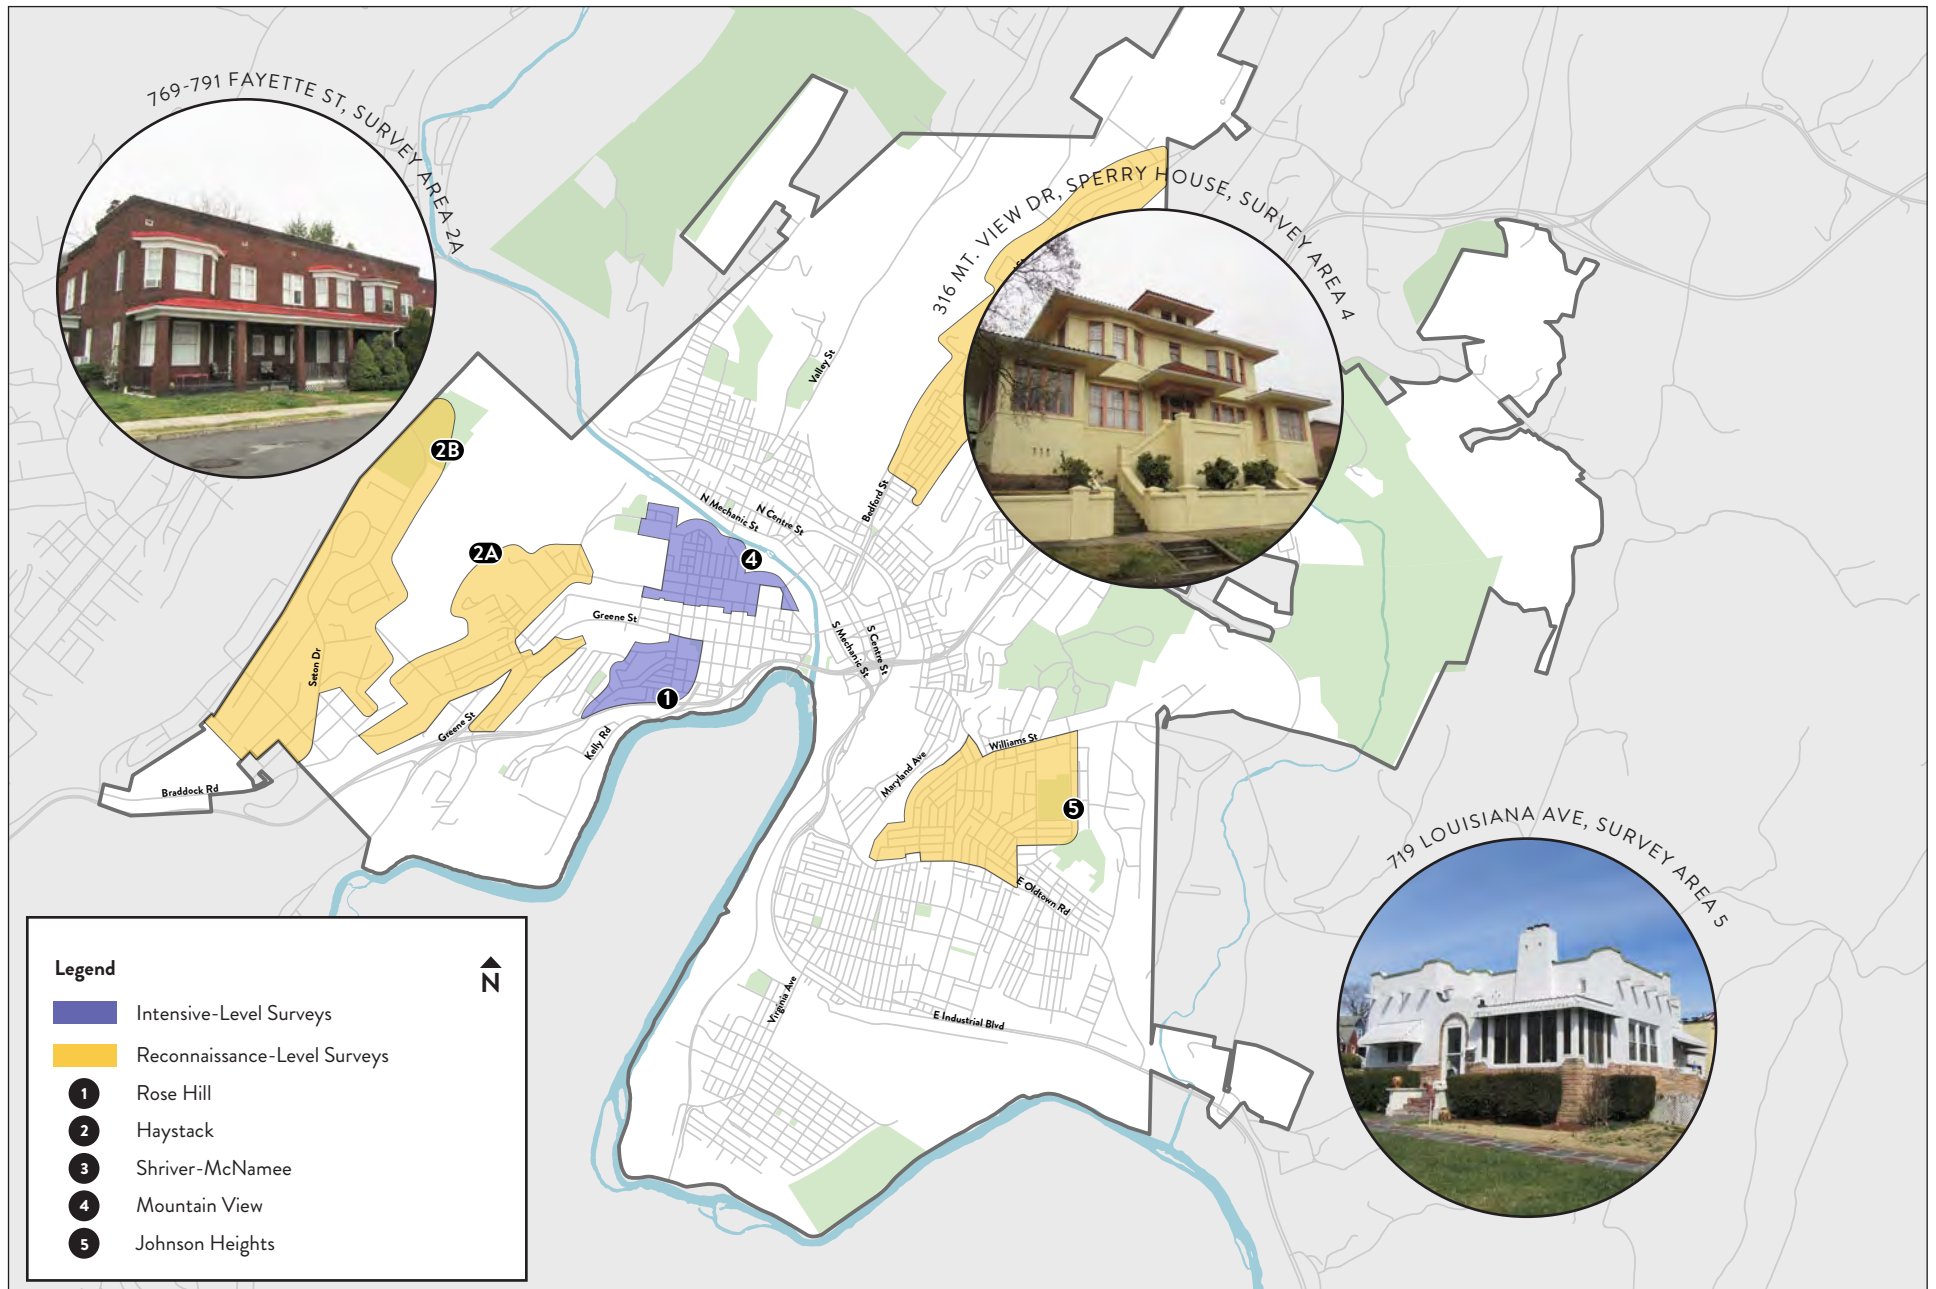 769-791 FAYETTE ST, SURVEY AREA 2A
316 MT. VIEW DR, SPERRY HOUSE, SURVEY AREA 4
Valley St
2B
Bedford St
N Mechanic St
N Centre St
2A
4
Greene St
S Mechanic St
S Centre St
Seton Dr
1
Greene St
Kelly Rd
Williams St
Maryland Ave
Braddock Rd
5
719 LOUISIANA AVE, SURVEY AREA 5
E Oldtown Rd
Virginia Ave
E Industrial Blvd
Legend
N
Intensive-Level Surveys
Reconnaissance-Level Surveys
1 Rose Hill
2 Haystack
3 Shriver-McNamee
4 Mountain View
5 Johnson Heights